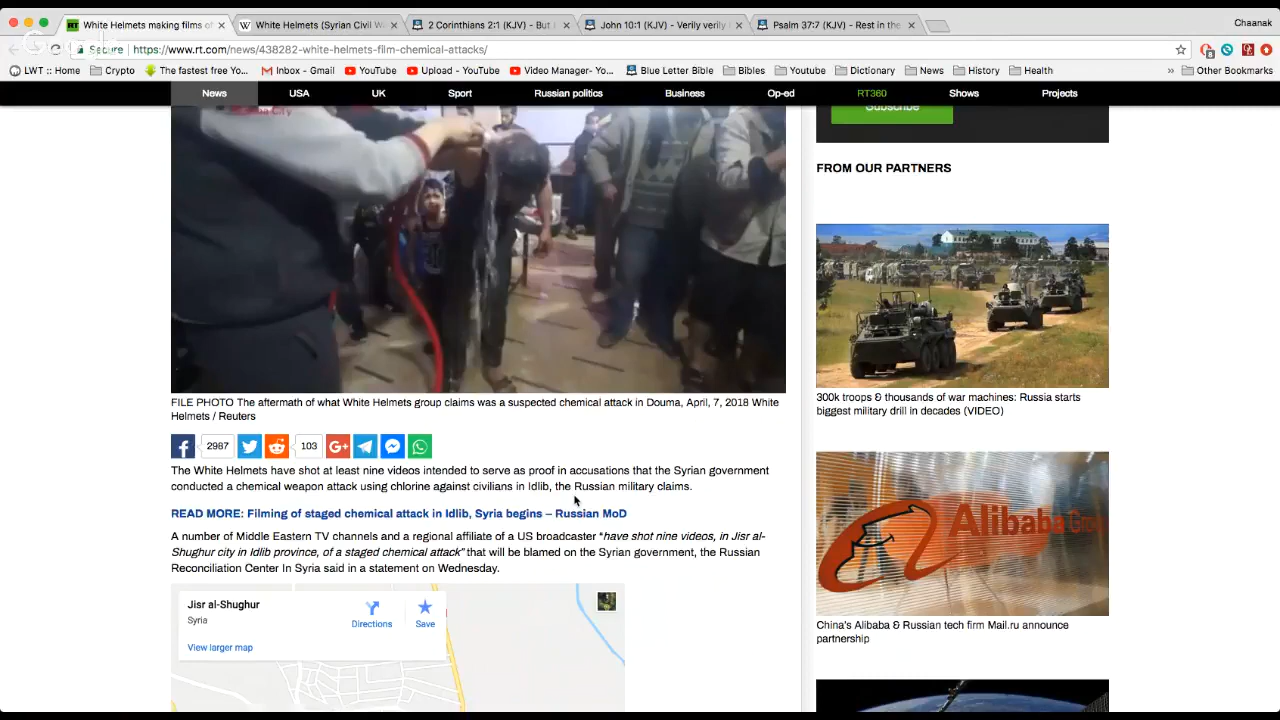 White Helmets making films of
White Helmets (Syrian Civil W
2 Corinthians 2:1 (KJV) - But I
John 10:1 (KJV) - Verily verily
Psalm 37:7 (KJV) - Rest in the
Chaanak
Secure
https://www.rt.com/news/438282-white-helmets-film-chemical-attacks/
LWT :: Home
Crypto
The fastest free Yo...
Inbox - Gmail
YouTube
Upload - YouTube
Video Manager- Yo...
Blue Letter Bible
Bibles
Youtube
Dictionary
News
History
Health
»
Other Bookmarks
News
USA
UK
Sport
Russian politics
Business
Op-ed
RT360
Shows
Projects
Subscribe
FROM OUR PARTNERS
300k troops & thousands of war machines: Russia starts
biggest military drill in decades (VIDEO)
Alibaba
China's Alibaba & Russian tech firm Mail.ru announce
partnership
FILE PHOTO The aftermath of what White Helmets group claims was a suspected chemical attack in Douma, April, 7, 2018 White
Helmets / Reuters
2987
103
The White Helmets have shot at least nine videos intended to serve as proof in accusations that the Syrian government
conducted a chemical weapon attack using chlorine against civilians in Idlib, the Russian military claims.
READ MORE: Filming of staged chemical attack in Idlib, Syria begins – Russian MoD
A number of Middle Eastern TV channels and a regional affiliate of a US broadcaster "have shot nine videos, in Jisr al-
Shughur city in Idlib province, of a staged chemical attack" that will be blamed on the Syrian government, the Russian
Reconciliation Center In Syria said in a statement on Wednesday.
Jisr al-Shughur
Syria
Directions
Save
View larger map